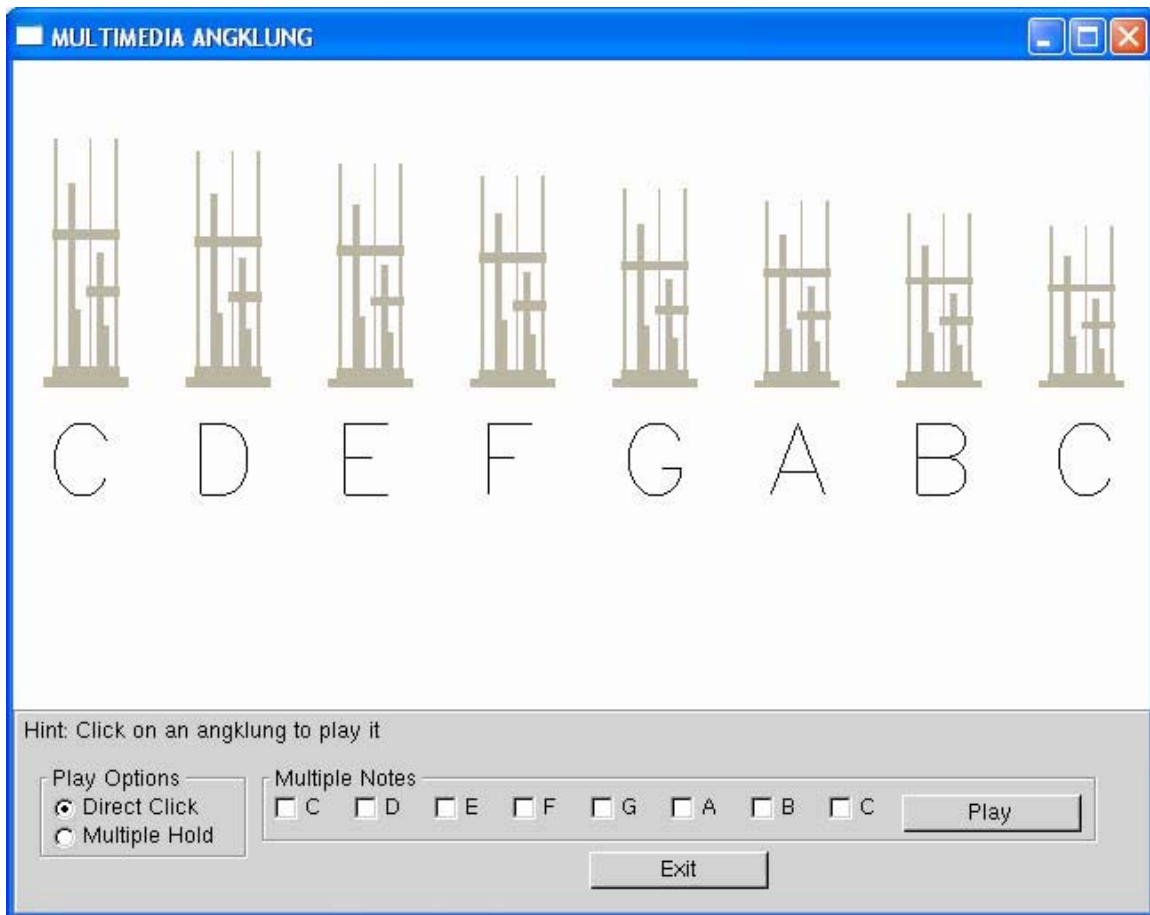 MULTIMEDIA ANGKLUNG
C D E F G A B C
Hint: Click on an angklung to play it
Play Options
Direct Click
Multiple Hold
Multiple Notes
C D E F G A B C Play
Exit